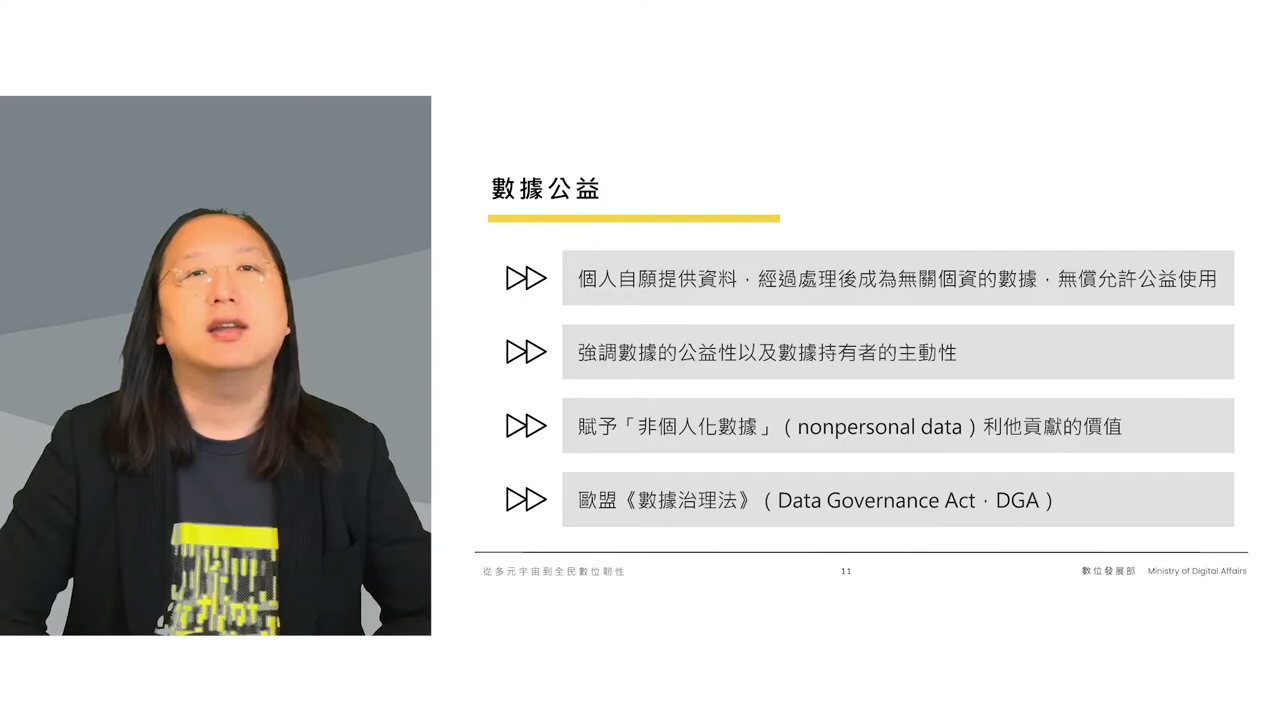 數據公益
個人自願提供資料，經過處理後成為無關個資的數據，無償允許公益使用
強調數據的公益性以及數據持有者的主動性
賦予「非個人化數據」（nonpersonal data）利他貢獻的價值
歐盟《數據治理法》（Data Governance Act，DGA）
從多元宇宙到全民數位韌性
11
數位發展部 Ministry of Digital Affairs